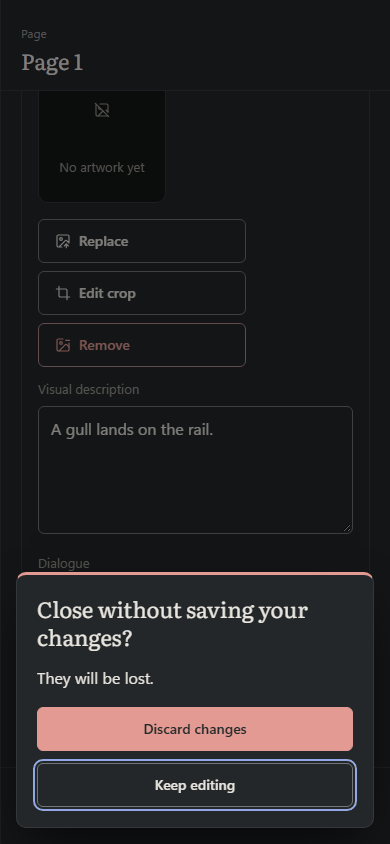 Page
Page 1
No artwork yet
Replace
Edit crop
Remove
Visual description
A gull lands on the rail.
Dialogue
Close without saving your
changes?
They will be lost.
Discard changes
Keep editing